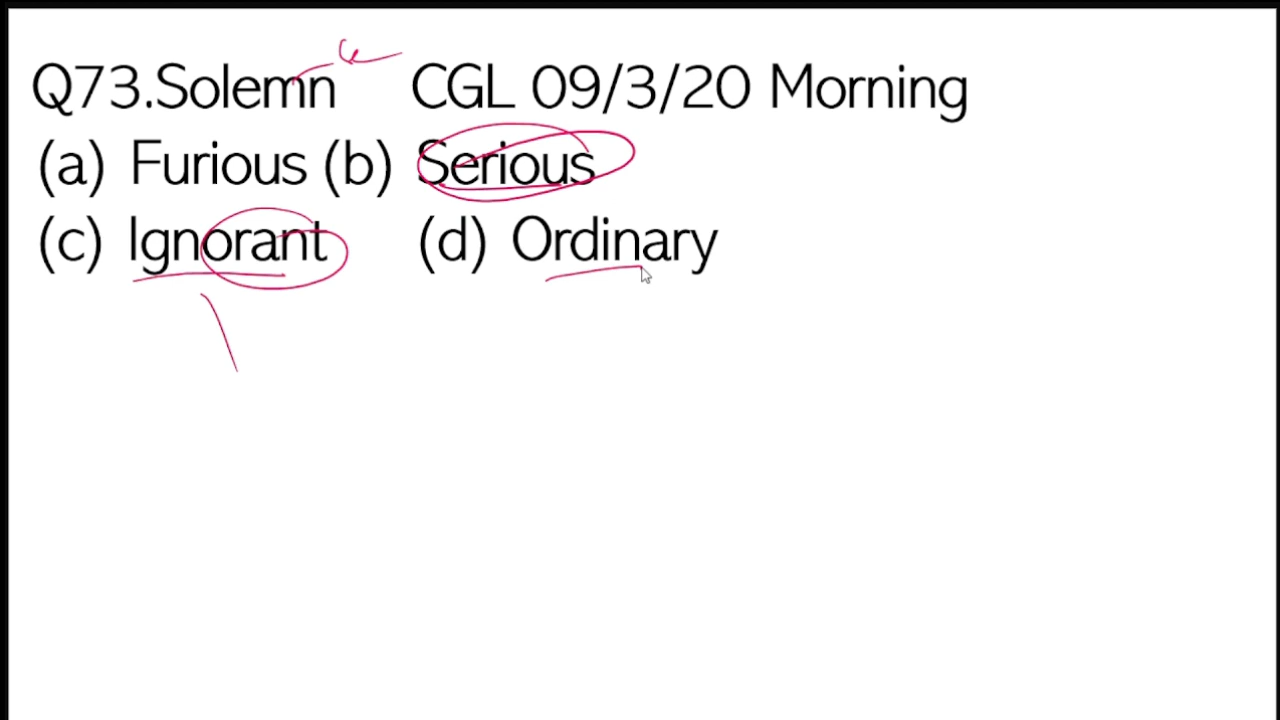 Q73.Solemn CGL 09/3/20 Morning
(a) Furious (b) Serious
(c) Ignorant (d) Ordinary